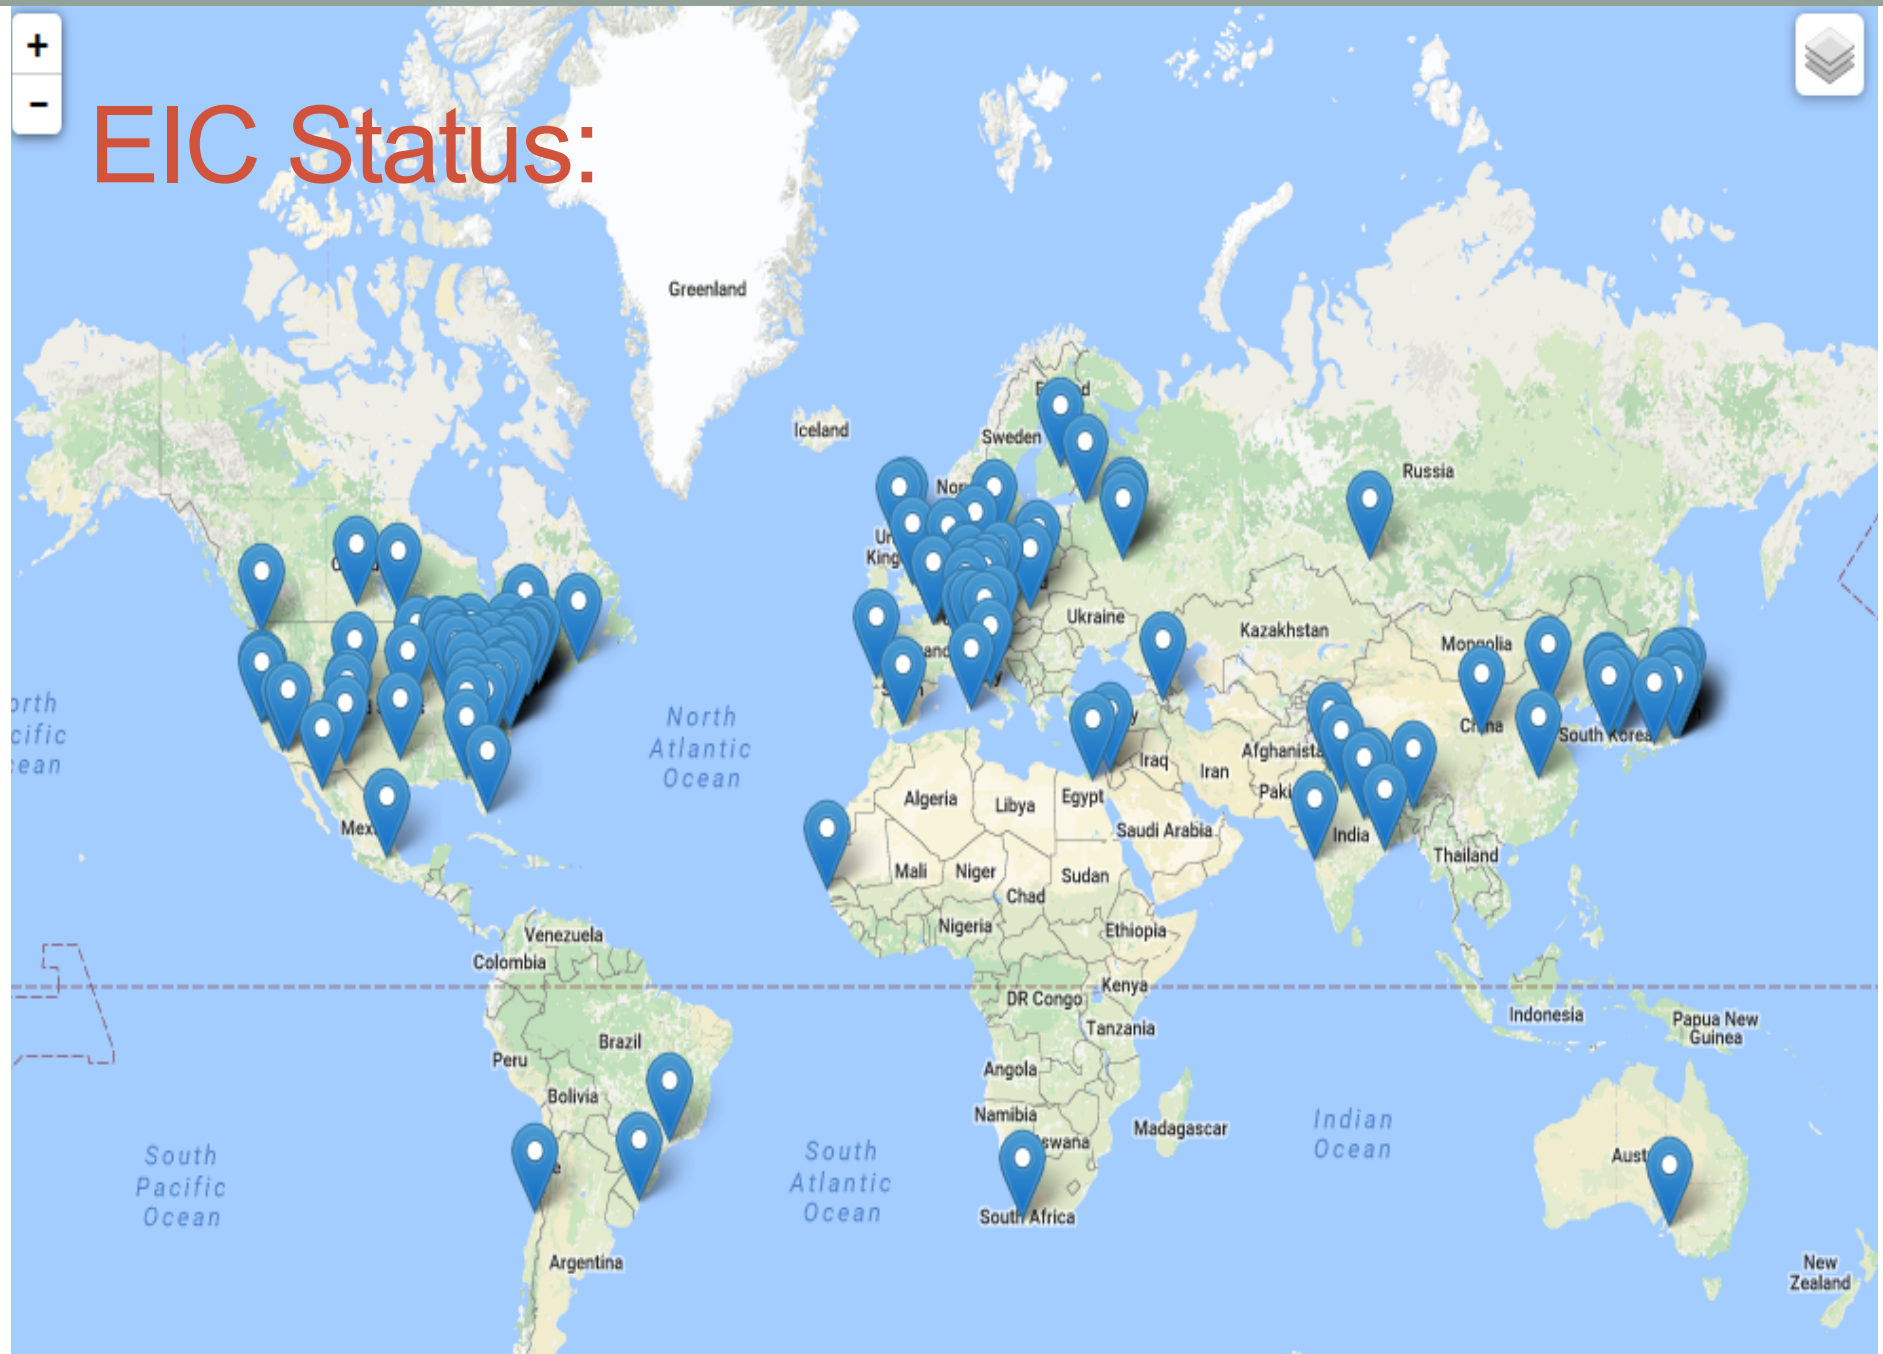 +
-
EIC Status:
Greenland
Iceland
Sweden
Russia
Ukraine
Kazakhstan
Mongolia
North
Atlantic
Ocean
China
South Korea
Afghanista
Iraq
Iran
Algeria
Libya
Egypt
Saudi Arabia
India
Thailand
Mali
Niger
Chad
Sudan
Nigeria
Ethiopia
Venezuela
Colombia
DR Congo
Kenya
Tanzania
Indonesia
Papua New
Guinea
Brazil
Peru
Bolivia
Angola
Namibia
Madagascar
Indian
Ocean
South
Pacific
Ocean
South
Atlantic
Ocean
South Africa
Argentina
New
Zealand